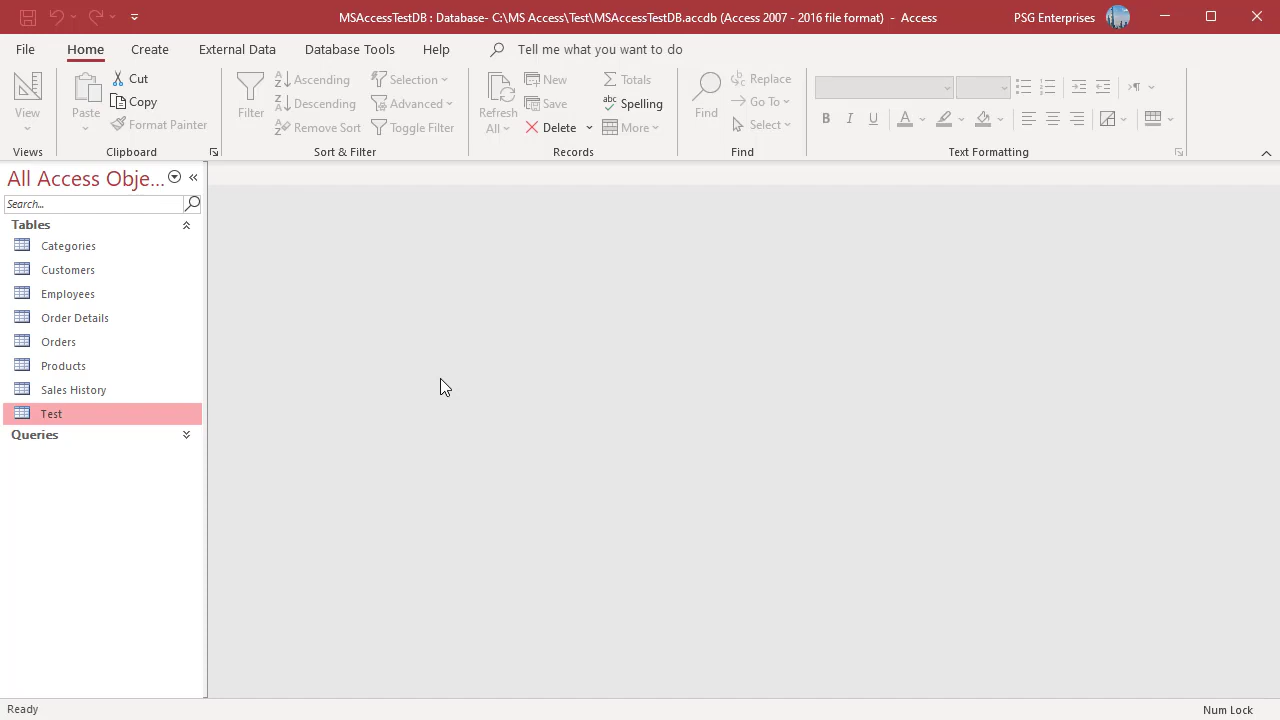 MSAccessTestDB : Database- C:\MS Access\Test\MSAccessTestDB.accdb (Access 2007 - 2016 file format) - Access
PSG Enterprises
File Home Create External Data Database Tools Help Tell me what you want to do
View
Views
Paste
Cut
Copy
Format Painter
Clipboard
Filter
Ascending
Descending
Remove Sort
Selection
Advanced
Toggle Filter
Sort & Filter
Refresh
All
New
Save
Delete
Totals
Spelling
More
Records
Find
Replace
Go To
Select
Find
B I U
Text Formatting
All Access Obje...
Search...
Tables
Categories
Customers
Employees
Order Details
Orders
Products
Sales History
Test
Queries
Ready
Num Lock